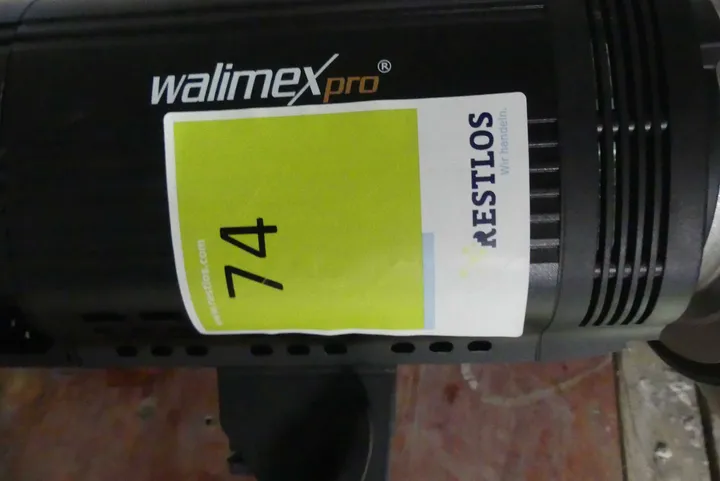 walimex pro®
RESTLOS
Wir handeln.
74
www.restlos.com